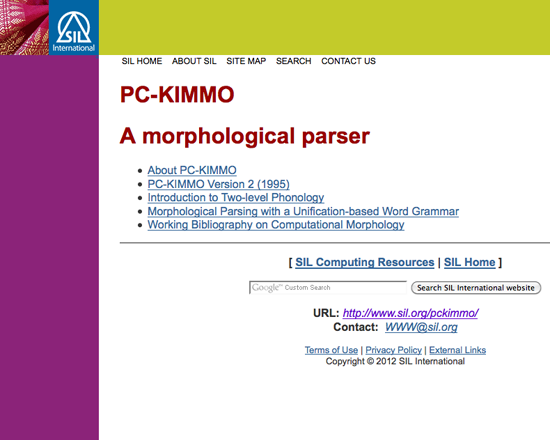 SIL
International
SIL HOME ABOUT SIL SITE MAP SEARCH CONTACT US
PC-KIMMO
A morphological parser
About PC-KIMMO
PC-KIMMO Version 2 (1995)
Introduction to Two-level Phonology
Morphological Parsing with a Unification-based Word Grammar
Working Bibliography on Computational Morphology
[ SIL Computing Resources | SIL Home ]
Google™ Custom Search Search SIL International website
URL: http://www.sil.org/pckimmo/
Contact: WWW@sil.org
Terms of Use | Privacy Policy | External Links
Copyright © 2012 SIL International